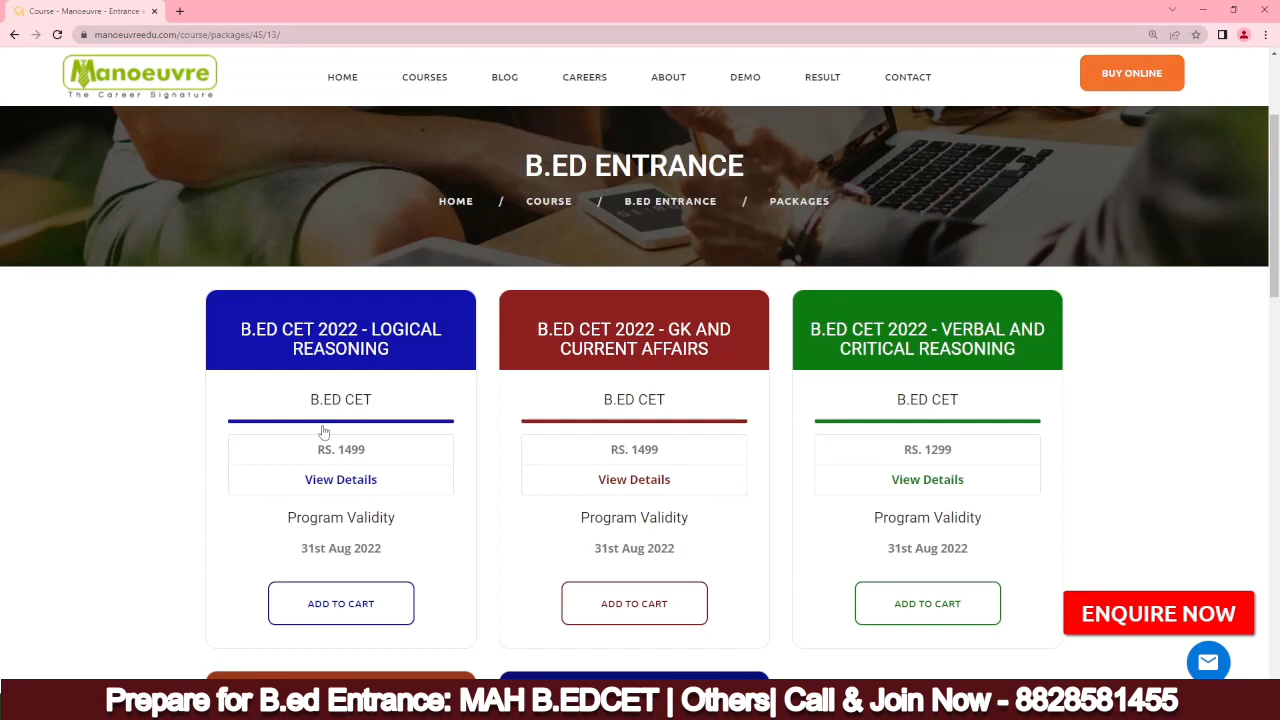 Course - Manoeuvre - Entrance
manoeuvreedu.com/course/packages/45/13/
Manoeuvre
The Career Signature
HOME
COURSES
BLOG
CAREERS
ABOUT
DEMO
RESULT
CONTACT
BUY ONLINE
B.ED ENTRANCE
HOME / COURSE / B.ED ENTRANCE / PACKAGES
B.ED CET 2022 - LOGICAL
REASONING
B.ED CET
RS. 1499
View Details
Program Validity
31st Aug 2022
ADD TO CART
B.ED CET 2022 - GK AND
CURRENT AFFAIRS
B.ED CET
RS. 1499
View Details
Program Validity
31st Aug 2022
ADD TO CART
B.ED CET 2022 - VERBAL AND
CRITICAL REASONING
B.ED CET
RS. 1299
View Details
Program Validity
31st Aug 2022
ADD TO CART
ENQUIRE NOW
Prepare for B.ed Entrance: MAH B.EDCET | Others| Call & Join Now - 8828581455